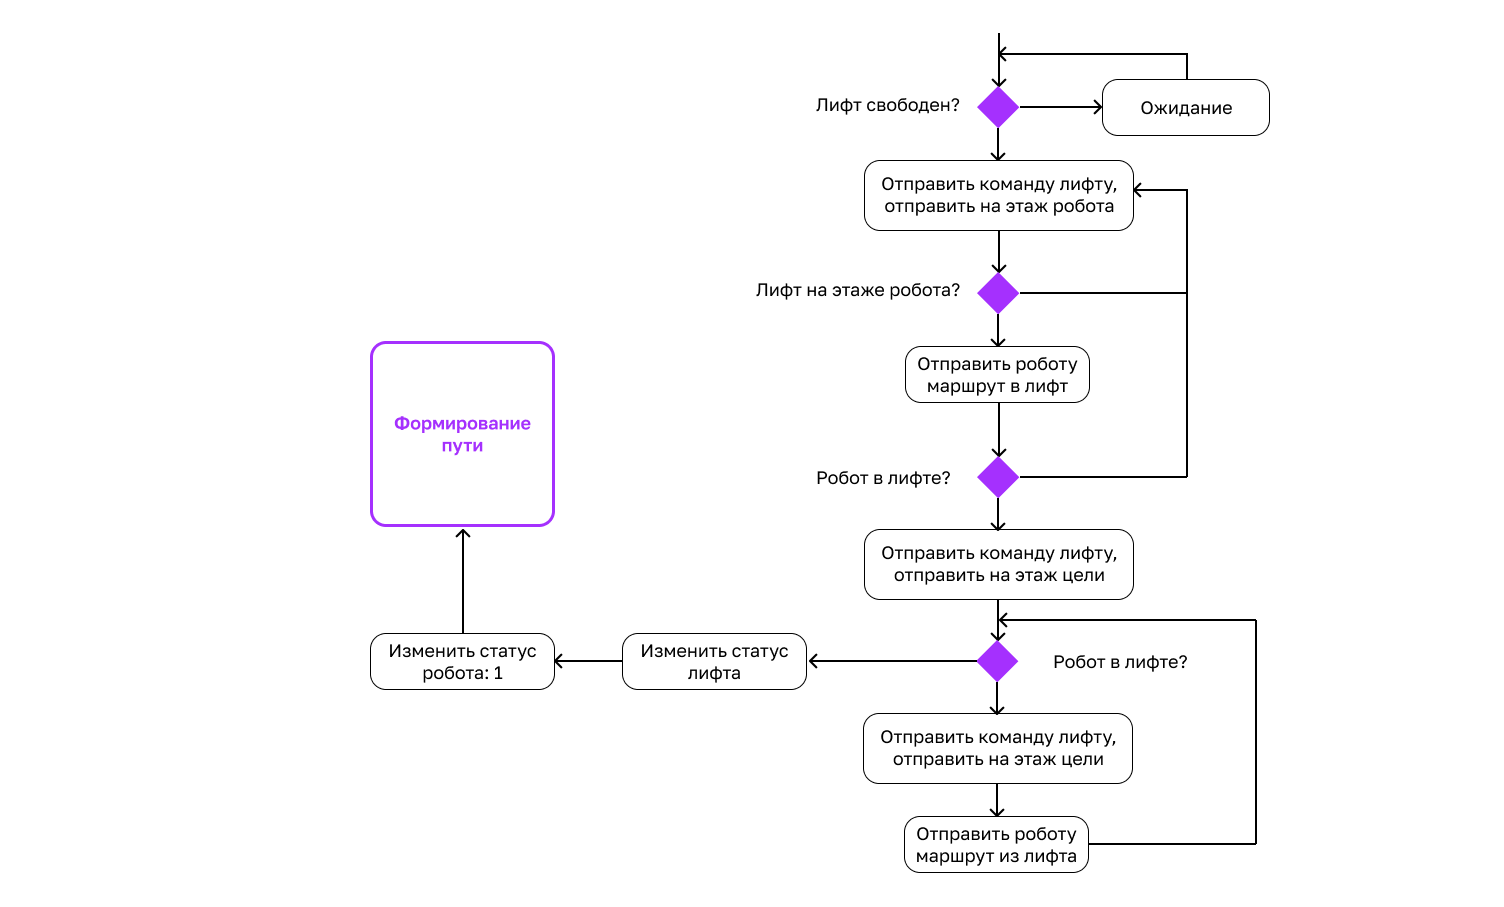 Лифт свободен?
Ожидание
Отправить команду лифту,
отправить на этаж робота
Лифт на этаже робота?
Отправить роботу
маршрут в лифт
Формирование
пути
Робот в лифте?
Отправить команду лифту,
отправить на этаж цели
Изменить статус
робота: 1
Изменить статус
лифта
Робот в лифте?
Отправить команду лифту,
отправить на этаж цели
Отправить роботу
маршрут из лифта